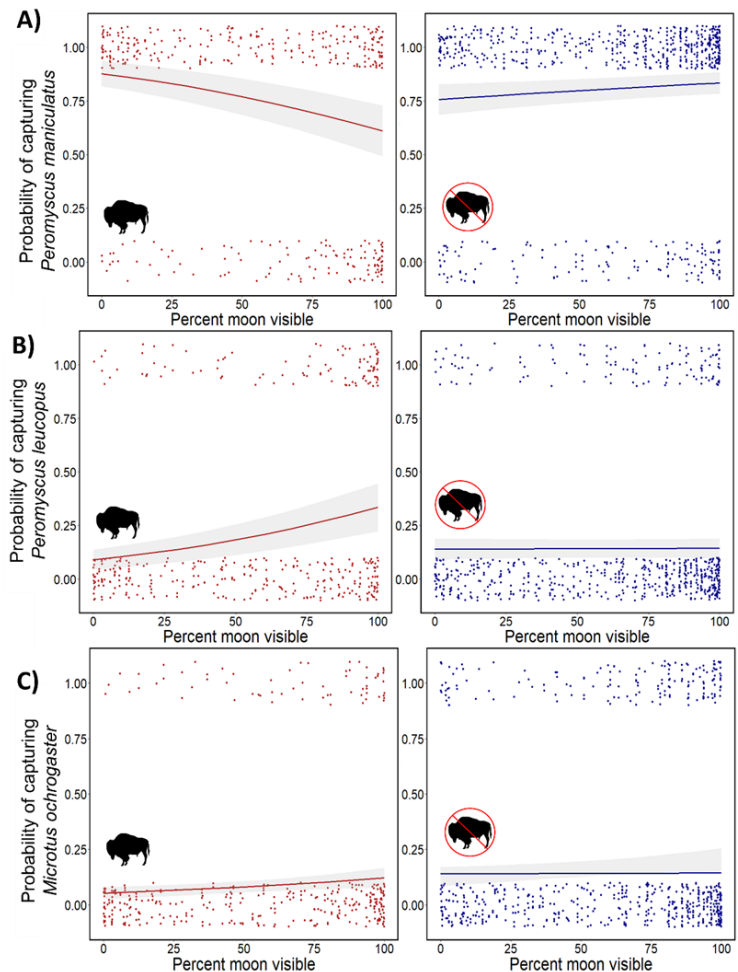 A)
Probability of capturing
Peromyscus maniculatus
1.00
0.75
0.50
0.25
0.00
0 25 50 75 100
Percent moon visible
1.00
0.75
0.50
0.25
0.00
0 25 50 75 100
Percent moon visible
B)
Probability of capturing
Peromyscus leucopus
1.00
0.75
0.50
0.25
0.00
0 25 50 75 100
Percent moon visible
1.00
0.75
0.50
0.25
0.00
0 25 50 75 100
Percent moon visible
C)
Probability of capturing
Microtus ochrogaster
1.00
0.75
0.50
0.25
0.00
0 25 50 75 100
Percent moon visible
1.00
0.75
0.50
0.25
0.00
0 25 50 75 100
Percent moon visible